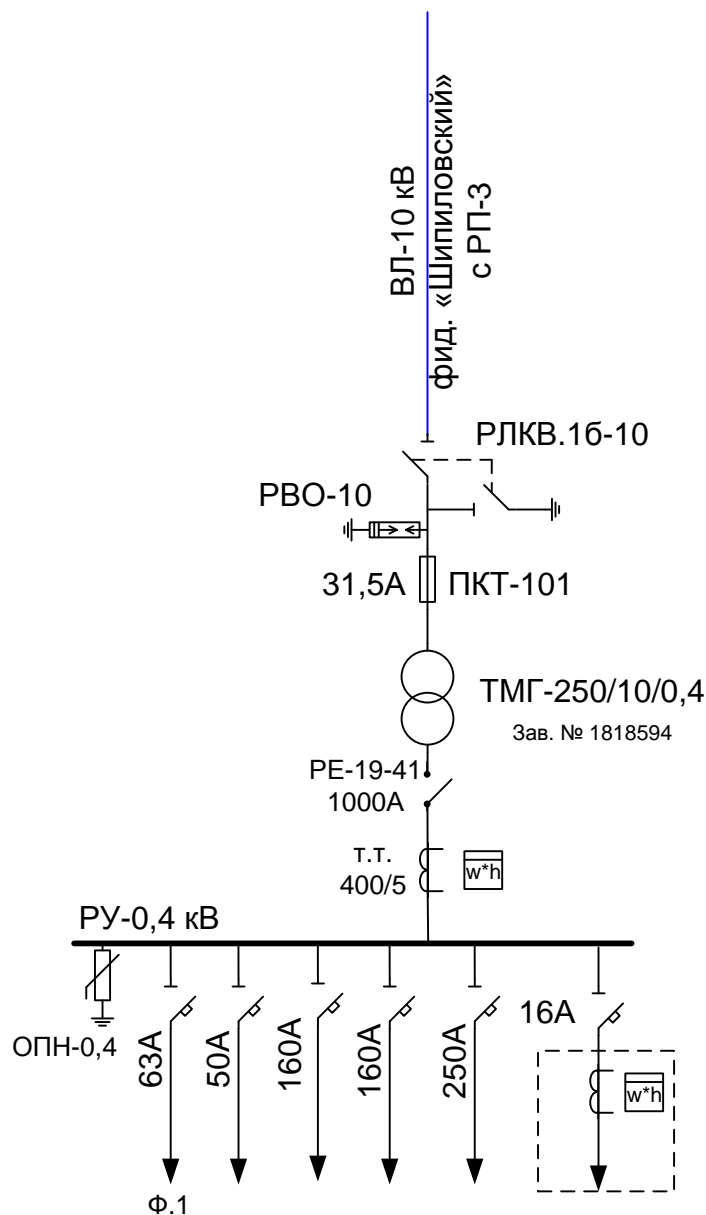 ВЛ-10 кВ
фид. «Шипиловский»
с РП-3
РЛКВ.1б-10
РВО-10
31,5А
ПКТ-101
ТМГ-250/10/0,4
Зав. № 1818594
РЕ-19-41
1000А
т.т.
400/5
w*h
РУ-0,4 кВ
ОПН-0,4
63А
50А
160А
160А
250А
16А
w*h
Ф.1